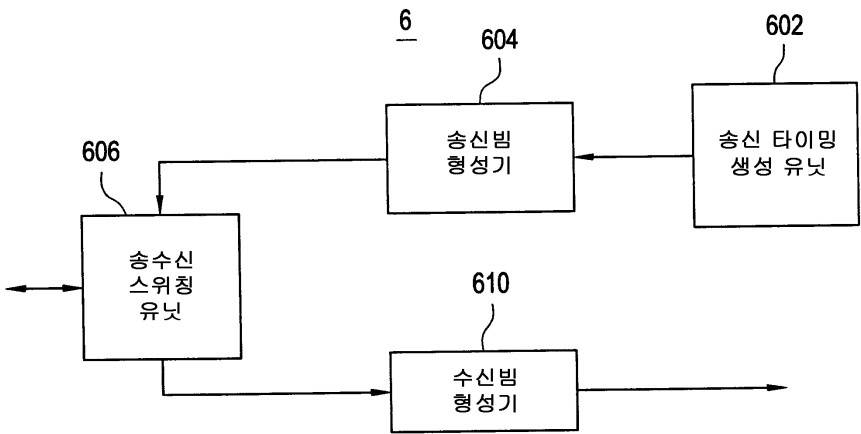 6
604
602
송신빔
형성기
송신 타이밍
생성 유닛
606
송수신
스위칭
유닛
610
수신빔
형성기